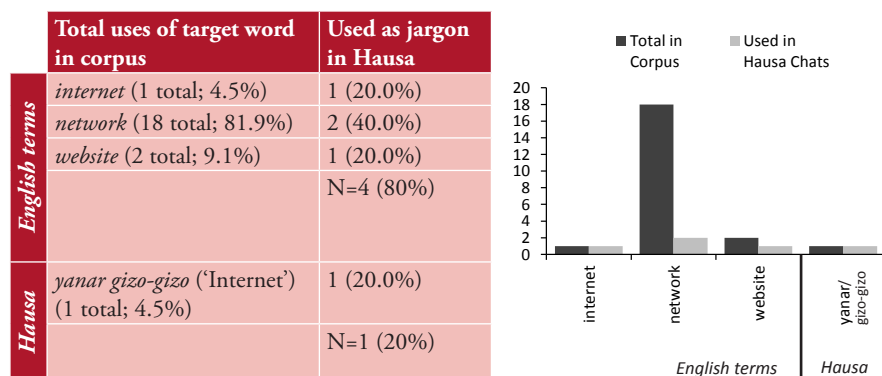 Total uses of target word
in corpus
Used as jargon
in Hausa
English terms
internet (1 total; 4.5%)
1 (20.0%)
network (18 total; 81.9%)
2 (40.0%)
website (2 total; 9.1%)
1 (20.0%)
N=4 (80%)
Hausa
yanar gizo-gizo (‘Internet’)
(1 total; 4.5%)
1 (20.0%)
N=1 (20%)
Total in
Corpus
Used in
Hausa Chats
20
18
16
14
12
10
8
6
4
2
0
internet
network
website
yanar/
gizo-gizo
English terms
Hausa